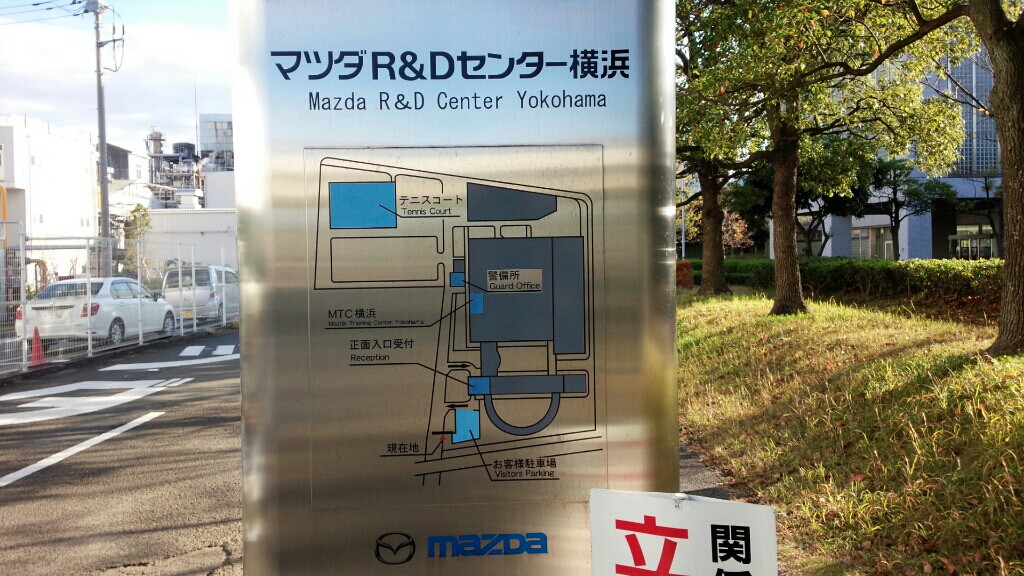 マツダR&Dセンター横浜
Mazda R&D Center Yokohama
テニスコート
Tennis Court
警備所
Guard Office
MTC横浜
Mazda Training Center Yokohama
正面入口受付
Reception
現在地
お客様駐車場
Visitors Parking
mazda
立
関